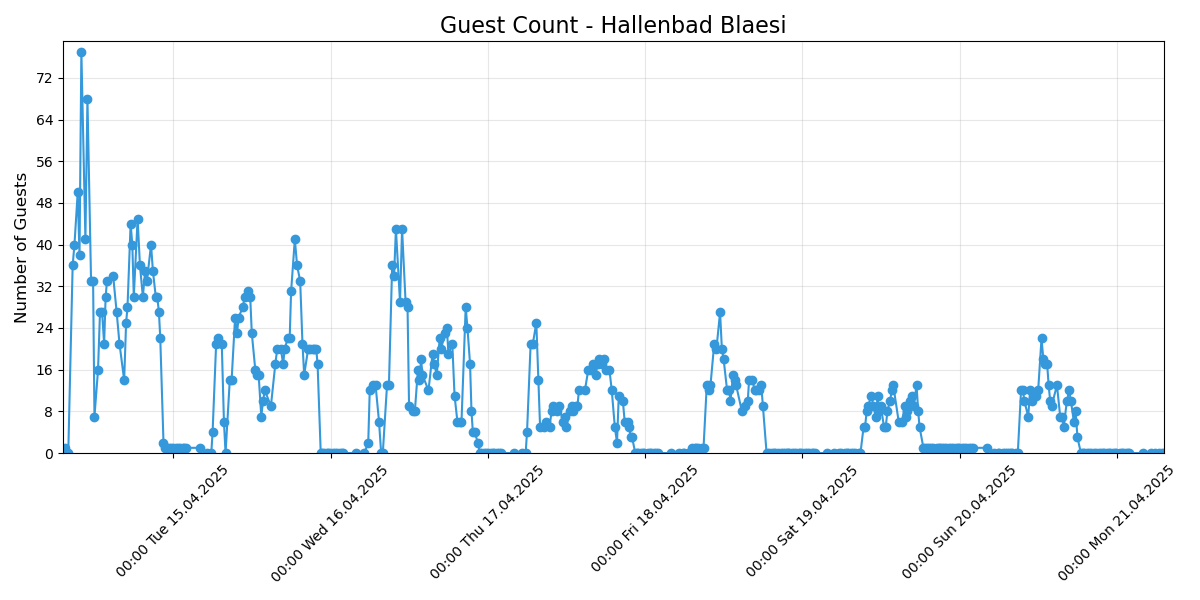 Guest Count - Hallenbad Blaesi
Number of Guests
72
64
56
48
40
32
24
16
8
0
00:00 Tue 15.04.2025
00:00 Wed 16.04.2025
00:00 Thu 17.04.2025
00:00 Fri 18.04.2025
00:00 Sat 19.04.2025
00:00 Sun 20.04.2025
00:00 Mon 21.04.2025